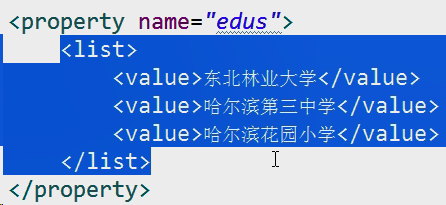 <property name="edus">
<list>
<value>东北林业大学</value>
<value>哈尔滨第三中学</value>
<value>哈尔滨花园小学</value>
</list>
</property>